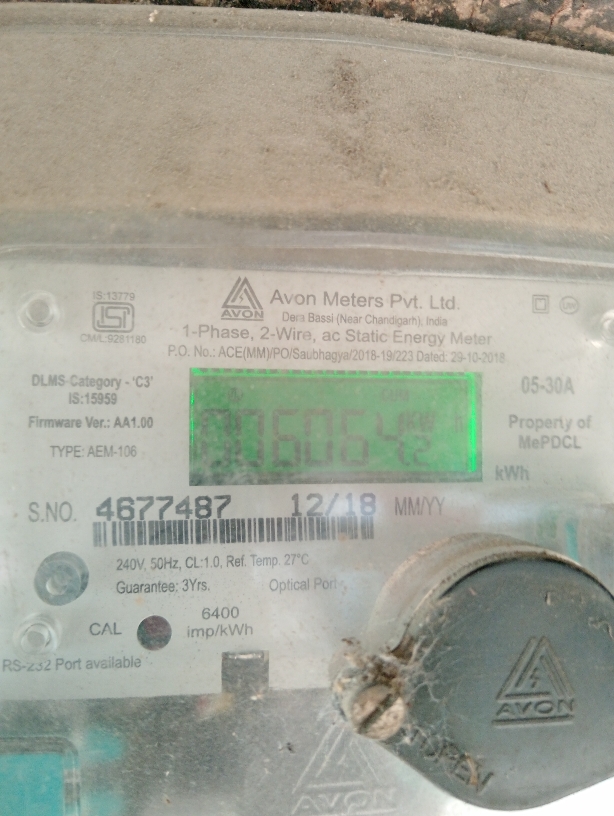 IS:13779
ISI
CM/L:9281180
AVON
Avon Meters Pvt. Ltd.
Dera Bassi (Near Chandigarh), India
1-Phase, 2-Wire, ac Static Energy Meter
P.O. No.: ACE(MM)/PO/Saubhagya/2018-19/223 Dated: 29-10-2018
DLMS Category - 'C3'
IS:15959
Firmware Ver.: AA1.00
TYPE: AEM-106
006064.2
kW h
05-30A
Property of
MePDCL
kWh
S.NO. 4677487 12/18 MM/YY
240V, 50Hz, CL:1.0, Ref. Temp. 27°C
Guarantee: 3Yrs. Optical Port
CAL
6400
imp/kWh
RS-232 Port available
AVON
AVON